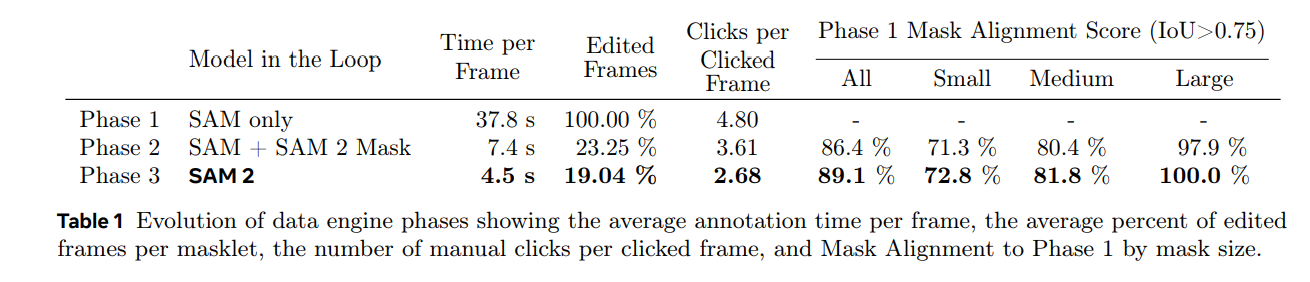 Model in the Loop Time per Frame Edited Frames Clicks per Clicked Frame Phase 1 Mask Alignment Score (IoU>0.75)
All Small Medium Large
Phase 1 SAM only 37.8 s 100.00 % 4.80 - - - -
Phase 2 SAM + SAM 2 Mask 7.4 s 23.25 % 3.61 86.4 % 71.3 % 80.4 % 97.9 %
Phase 3 SAM 2 4.5 s 19.04 % 2.68 89.1 % 72.8 % 81.8 % 100.0 %
Table 1 Evolution of data engine phases showing the average annotation time per frame, the average percent of edited
frames per masklet, the number of manual clicks per clicked frame, and Mask Alignment to Phase 1 by mask size.